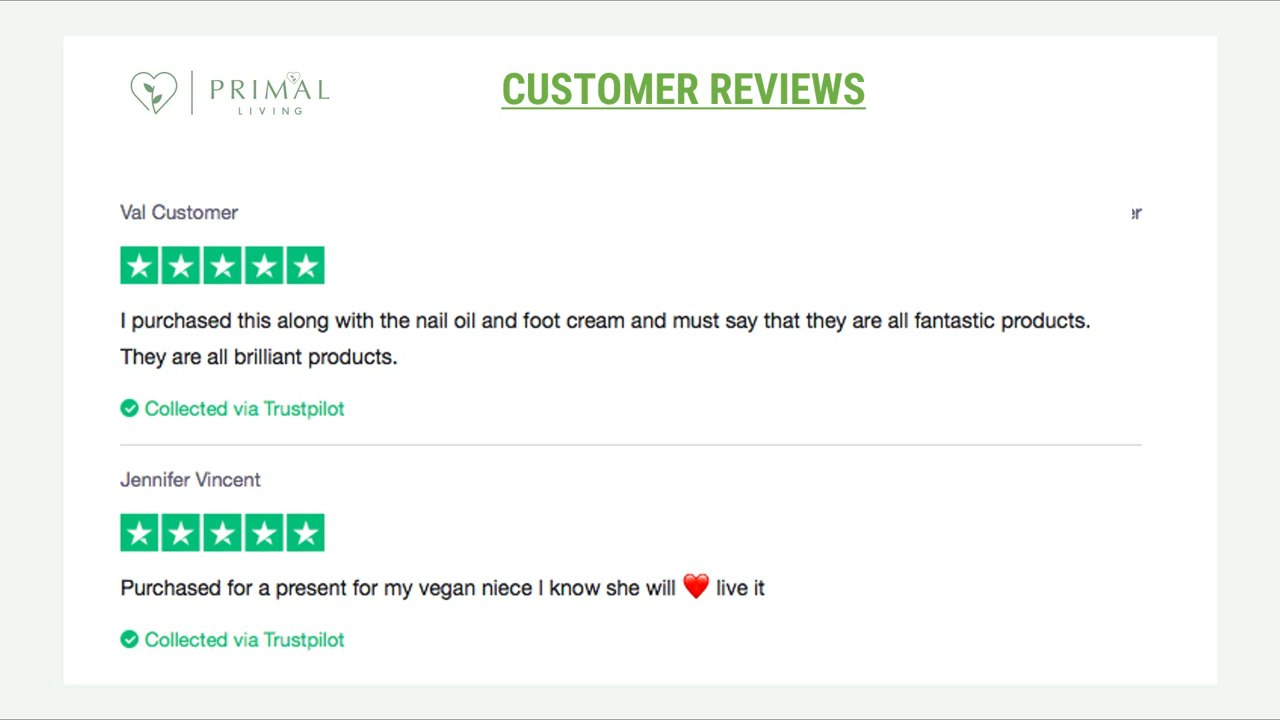 PRIMAL
LIVING
CUSTOMER REVIEWS
Val Customer
er
I purchased this along with the nail oil and foot cream and must say that they are all fantastic products.
They are all brilliant products.
Collected via Trustpilot
Jennifer Vincent
Purchased for a present for my vegan niece I know she will ❤️ live it
Collected via Trustpilot